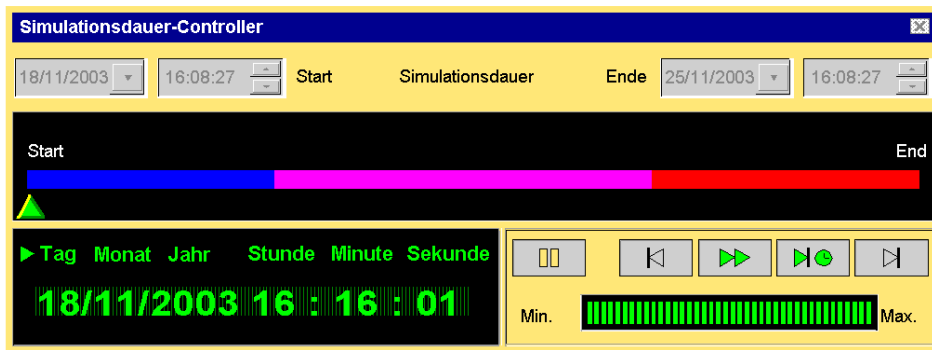 Simulationsdauer-Controller
18/11/2003 16:08:27 Start Simulationsdauer Ende 25/11/2003 16:08:27
Start End
Tag Monat Jahr Stunde Minute Sekunde
18/11/2003 16 : 16 : 01
Min. Max.